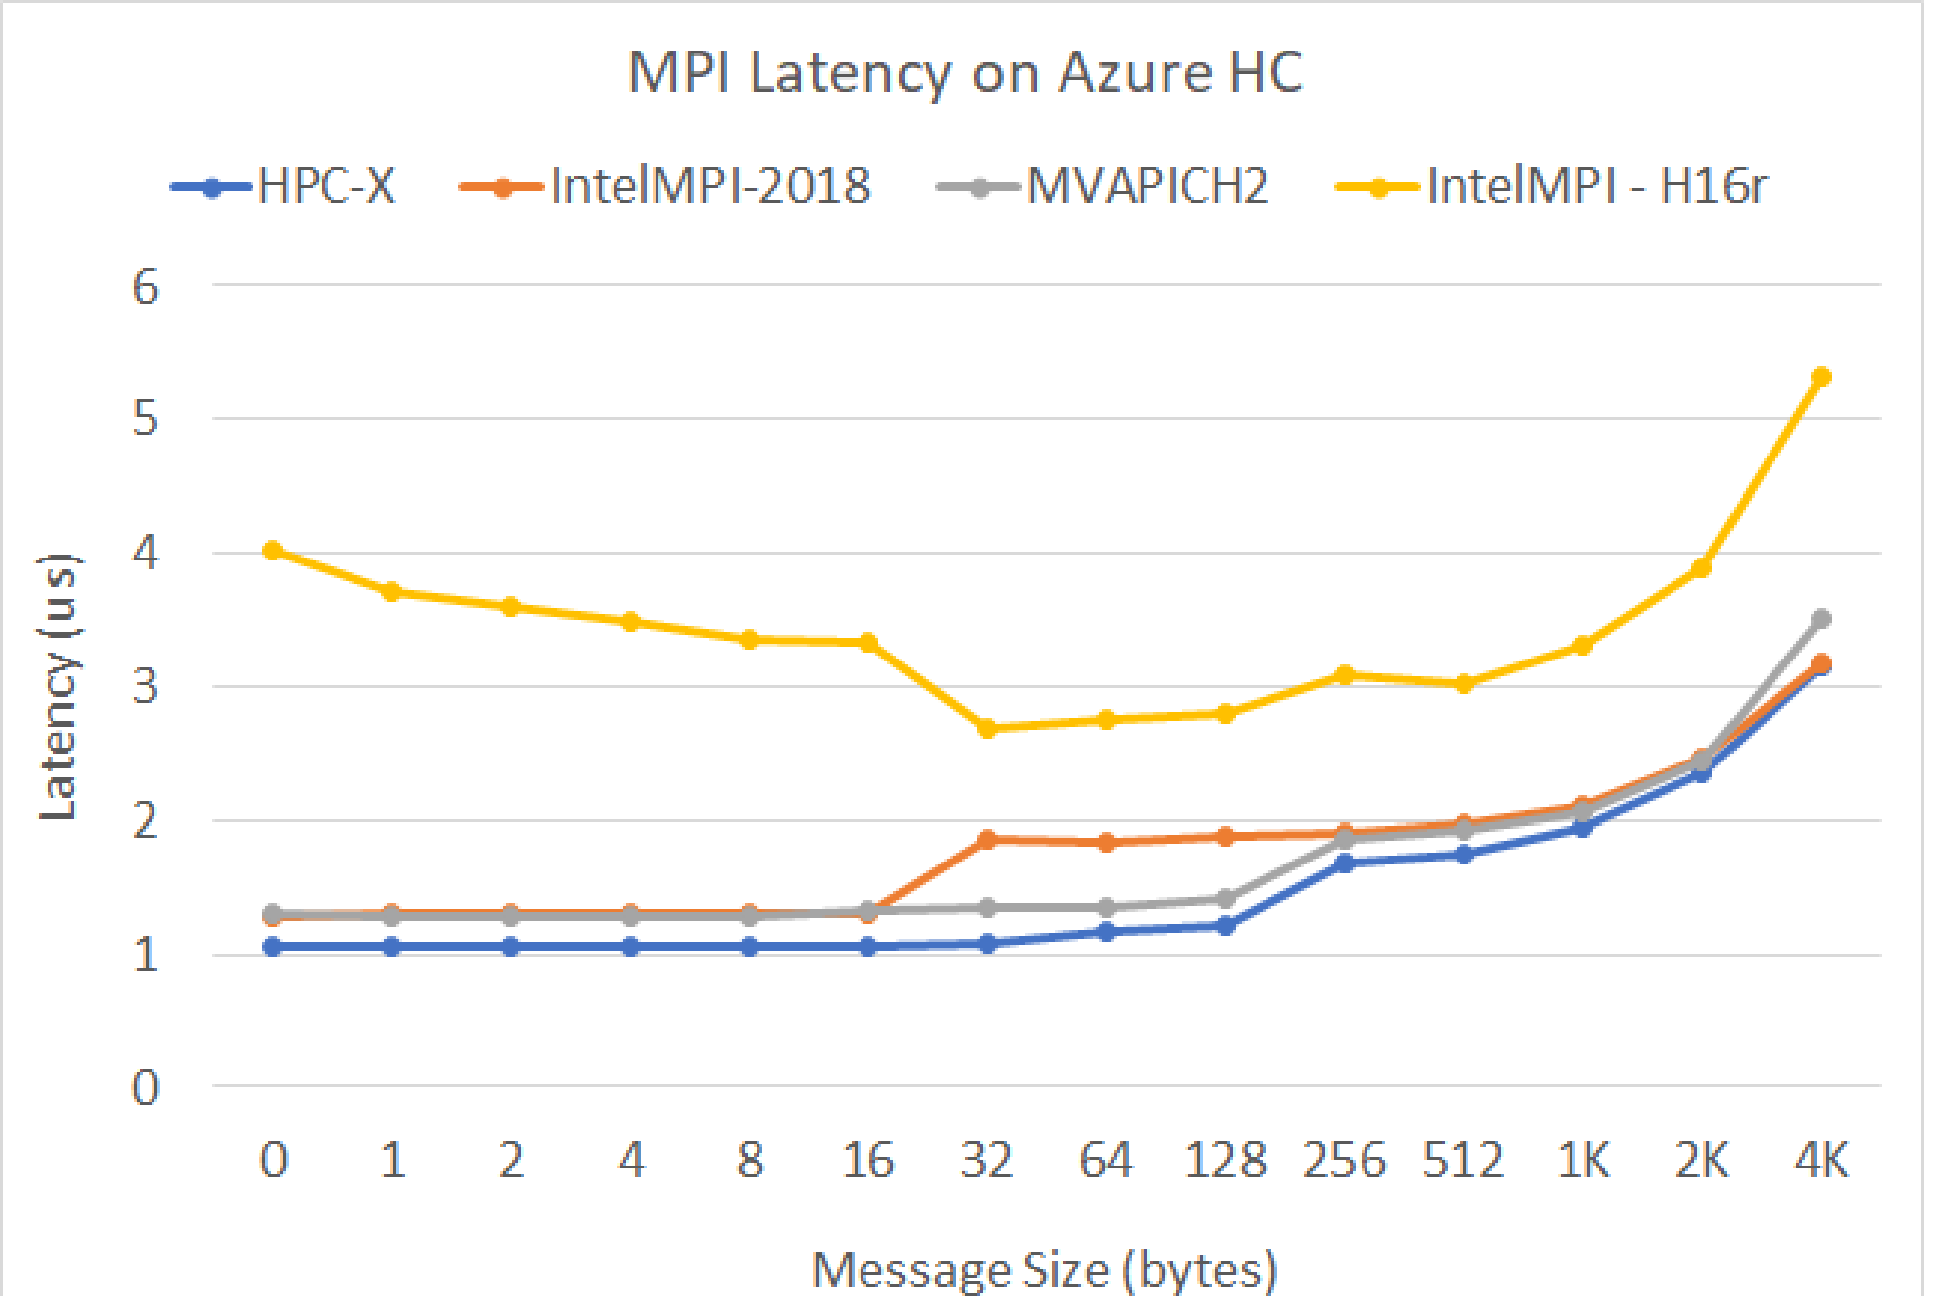 MPI Latency on Azure HC
HPC-X IntelMPI-2018 MVAPICH2 IntelMPI - H16r
6
5
4
3
2
1
0
Latency (us)
0 1 2 4 8 16 32 64 128 256 512 1K 2K 4K
Message Size (bytes)